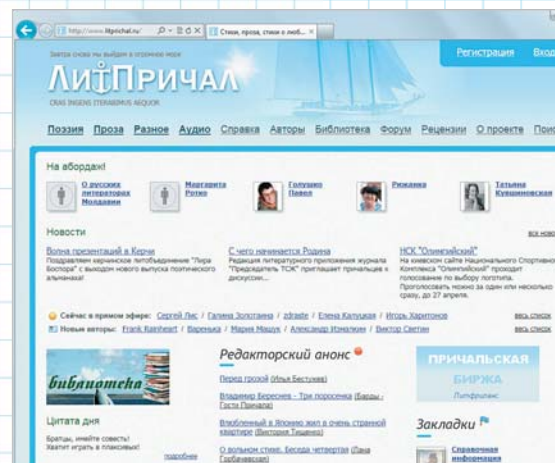 http://www.litprichal.ru/
Стихи, проза, стихи о люб...
Регистрация Вход
Завтра снова мы выйдем в огромное море
ЛитПричал
CRAS INGENS ITERABIMUS AEQUOR
Поэзия Проза Разное Аудио Справка Авторы Библиотека Форум Рецензии О проекте Поис
На абордаж!
О русских литераторах Молдавии
Маргарита Ротко
Голушко Павел
Рижанка
Татьяна Кувшиновская
Новости
все ново
Волна презентаций в Керчи
Поздравляем керчинское литобъединение "Лира
Боспора" с выходом нового выпуска поэтического
альманаха!
С чего начинается Родина
Редакция литературного приложения журнала
"Председатель ТСЖ" приглашает причальцев к
дискуссии...
НСК "Олимпийский"
На киевском сайте Национального Спортивно
Комплекса "Олимпийский" проходит
голосование по выбору логотипа.
Проголосовать можно за один или несколько
сразу, до 27 апреля.
Сейчас в прямом эфире: Сергей Лис / Галина Золотаина / zdraste / Елена Калуцкая / Игорь Харитонов
весь список
Новые авторы: Frank Rainheart / Варенька / Мария Машук / Александр Измалкин / Виктор Светин
весь список
библиотека
Цитата дня
Братцы, имейте совесть!
Хватит играть в плаксивых!
подробнее
Редакторский анонс
Перед грозой (Илья Бестужев)
Владимир Береснев - Три поросенка (Барды -
Гости Причала)
Влюбленный в Японию жил в очень странной
квартире (Виктория Тищенко)
О вольном стихе. Беседа четвертая (Лана
Горбачевская)
ПРИЧАЛЬСКАЯ
БИРЖА
Литфриланс
Закладки
Справочная
информация